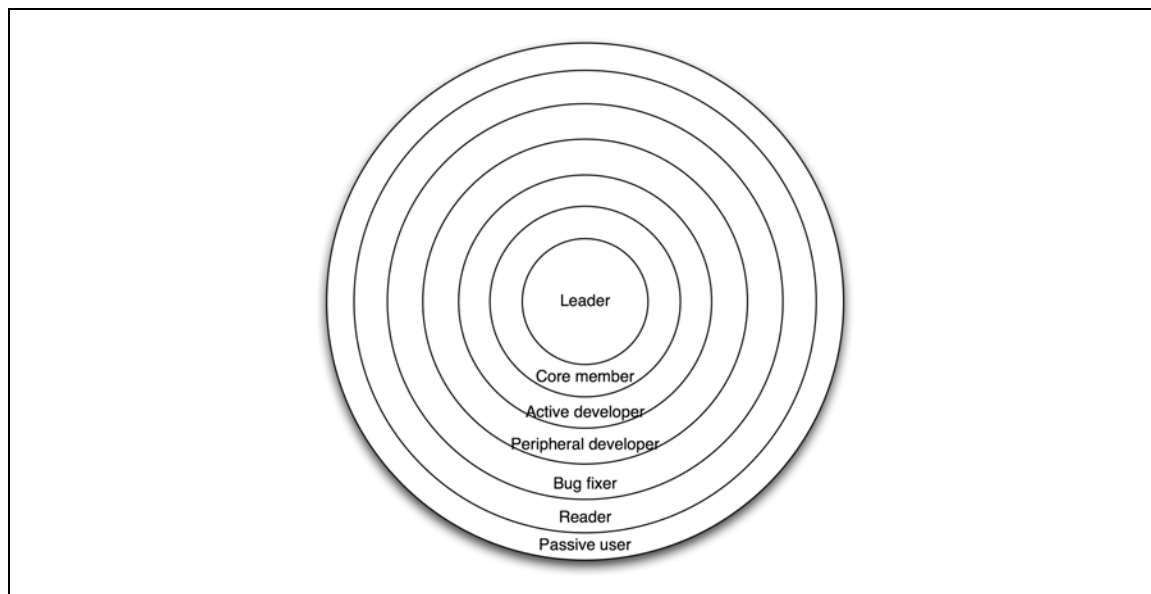 Leader
Core member
Active developer
Peripheral developer
Bug fixer
Reader
Passive user